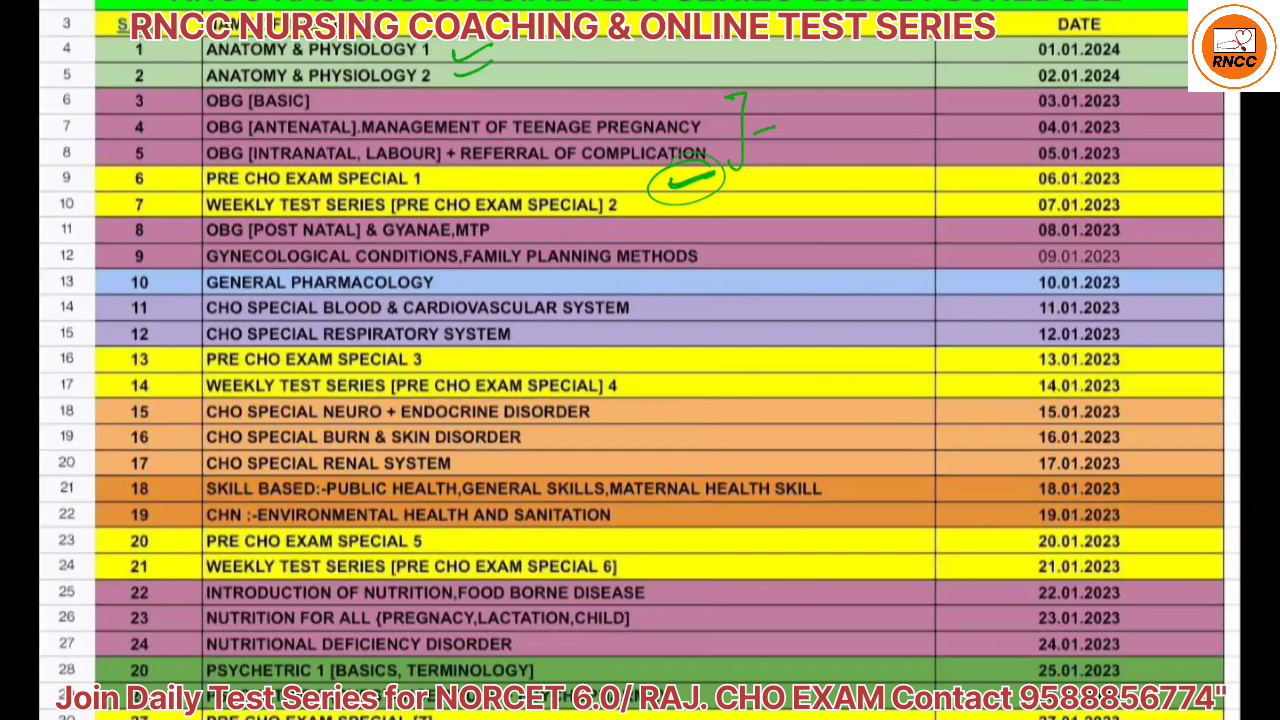 RNCC NURSING COACHING & ONLINE TEST SERIES
RNCC
3 DATE
4 1 ANATOMY & PHYSIOLOGY 1 01.01.2024
5 2 ANATOMY & PHYSIOLOGY 2 02.01.2024
6 3 OBG [BASIC] 03.01.2023
7 4 OBG [ANTENATAL].MANAGEMENT OF TEENAGE PREGNANCY 04.01.2023
8 5 OBG [INTRANATAL, LABOUR] + REFERRAL OF COMPLICATION 05.01.2023
9 6 PRE CHO EXAM SPECIAL 1 06.01.2023
10 7 WEEKLY TEST SERIES [PRE CHO EXAM SPECIAL] 2 07.01.2023
11 8 OBG [POST NATAL] & GYANAE,MTP 08.01.2023
12 9 GYNECOLOGICAL CONDITIONS,FAMILY PLANNING METHODS 09.01.2023
13 10 GENERAL PHARMACOLOGY 10.01.2023
14 11 CHO SPECIAL BLOOD & CARDIOVASCULAR SYSTEM 11.01.2023
15 12 CHO SPECIAL RESPIRATORY SYSTEM 12.01.2023
16 13 PRE CHO EXAM SPECIAL 3 13.01.2023
17 14 WEEKLY TEST SERIES [PRE CHO EXAM SPECIAL] 4 14.01.2023
18 15 CHO SPECIAL NEURO + ENDOCRINE DISORDER 15.01.2023
19 16 CHO SPECIAL BURN & SKIN DISORDER 16.01.2023
20 17 CHO SPECIAL RENAL SYSTEM 17.01.2023
21 18 SKILL BASED:-PUBLIC HEALTH,GENERAL SKILLS,MATERNAL HEALTH SKILL 18.01.2023
22 19 CHN :-ENVIRONMENTAL HEALTH AND SANITATION 19.01.2023
23 20 PRE CHO EXAM SPECIAL 5 20.01.2023
24 21 WEEKLY TEST SERIES [PRE CHO EXAM SPECIAL 6] 21.01.2023
25 22 INTRODUCTION OF NUTRITION,FOOD BORNE DISEASE 22.01.2023
26 23 NUTRITION FOR ALL {PREGNANCY,LACTATION,CHILD] 23.01.2023
27 24 NUTRITIONAL DEFICIENCY DISORDER 24.01.2023
28 20 PSYCHETRIC 1 [BASICS, TERMINOLOGY] 25.01.2023
Join Daily Test Series for NORCET 6.0/ RAJ. CHO EXAM Contact 9588856774"